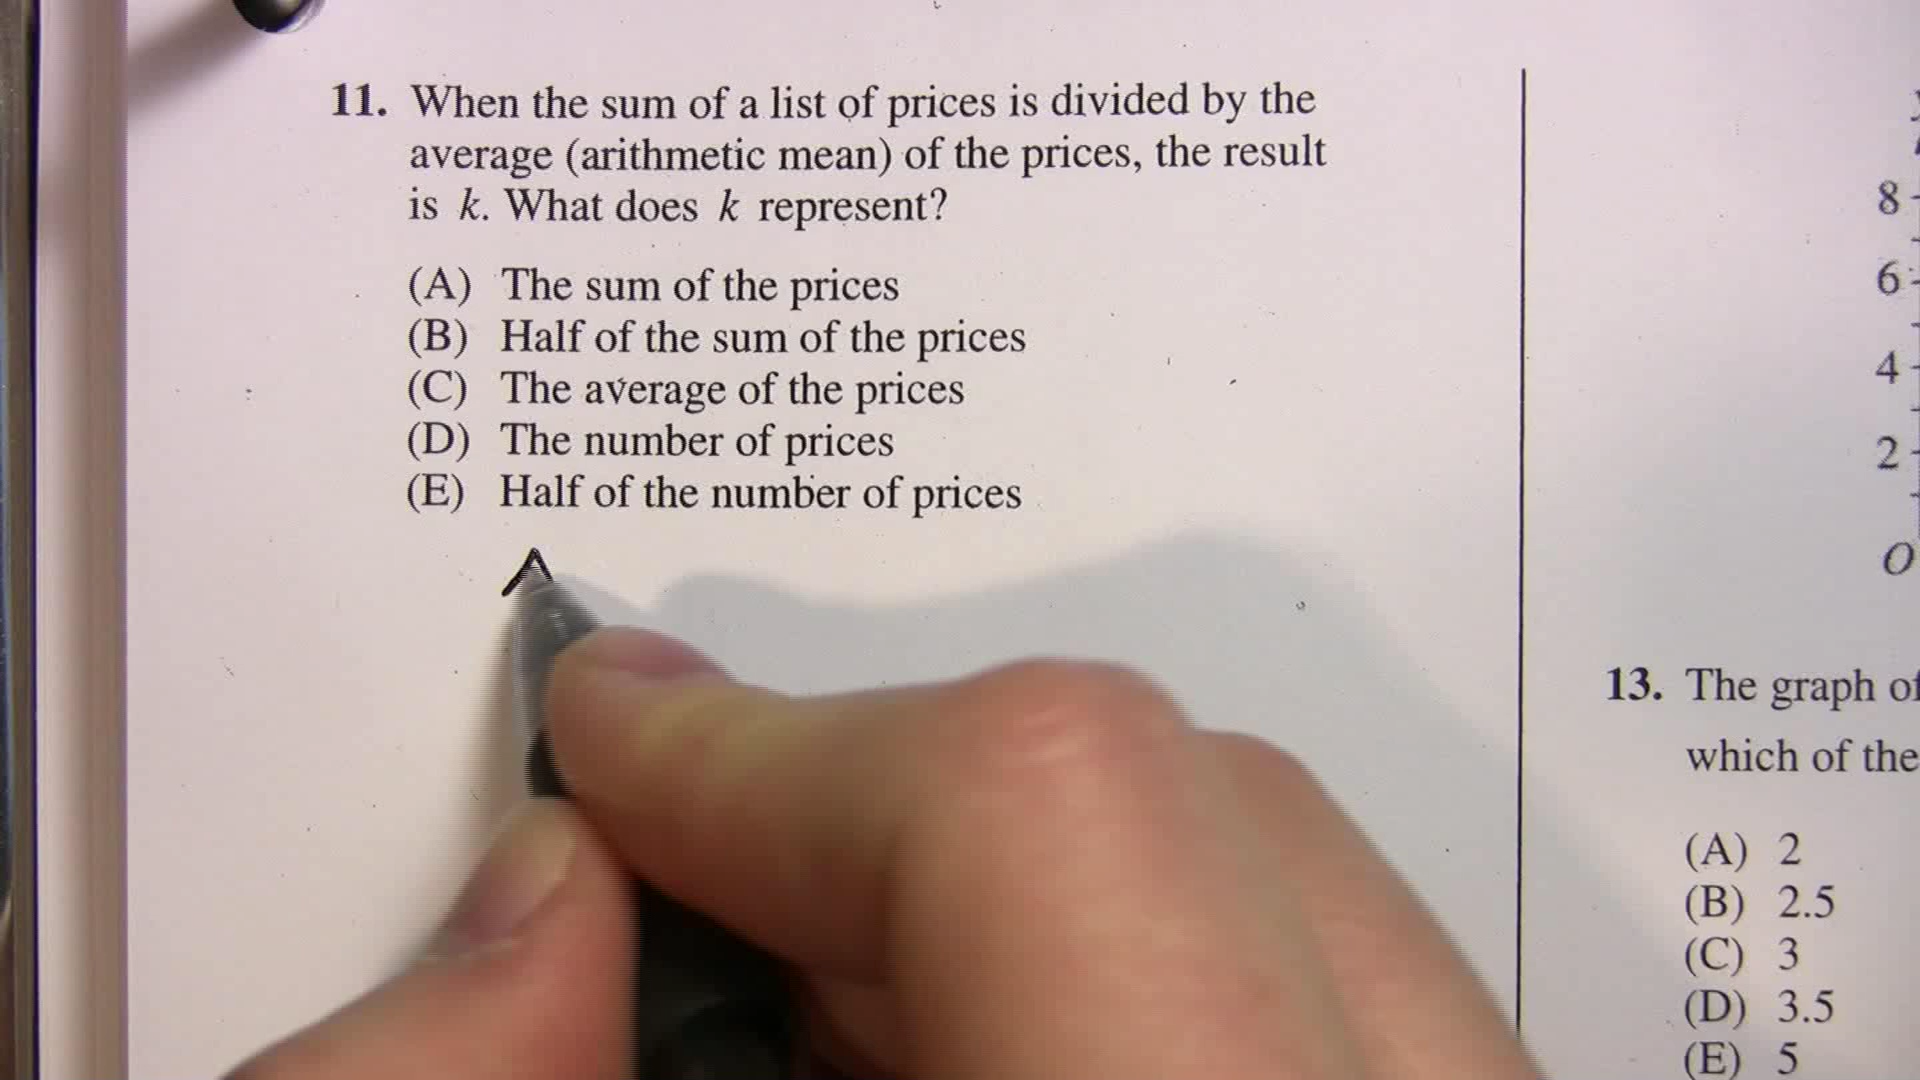 11. When the sum of a list of prices is divided by the
average (arithmetic mean) of the prices, the result
is k. What does k represent?
(A) The sum of the prices
(B) Half of the sum of the prices
(C) The average of the prices
(D) The number of prices
(E) Half of the number of prices
8
6
4
2
O
13. The graph of
which of the
(A) 2
(B) 2.5
(C) 3
(D) 3.5
(E) 5